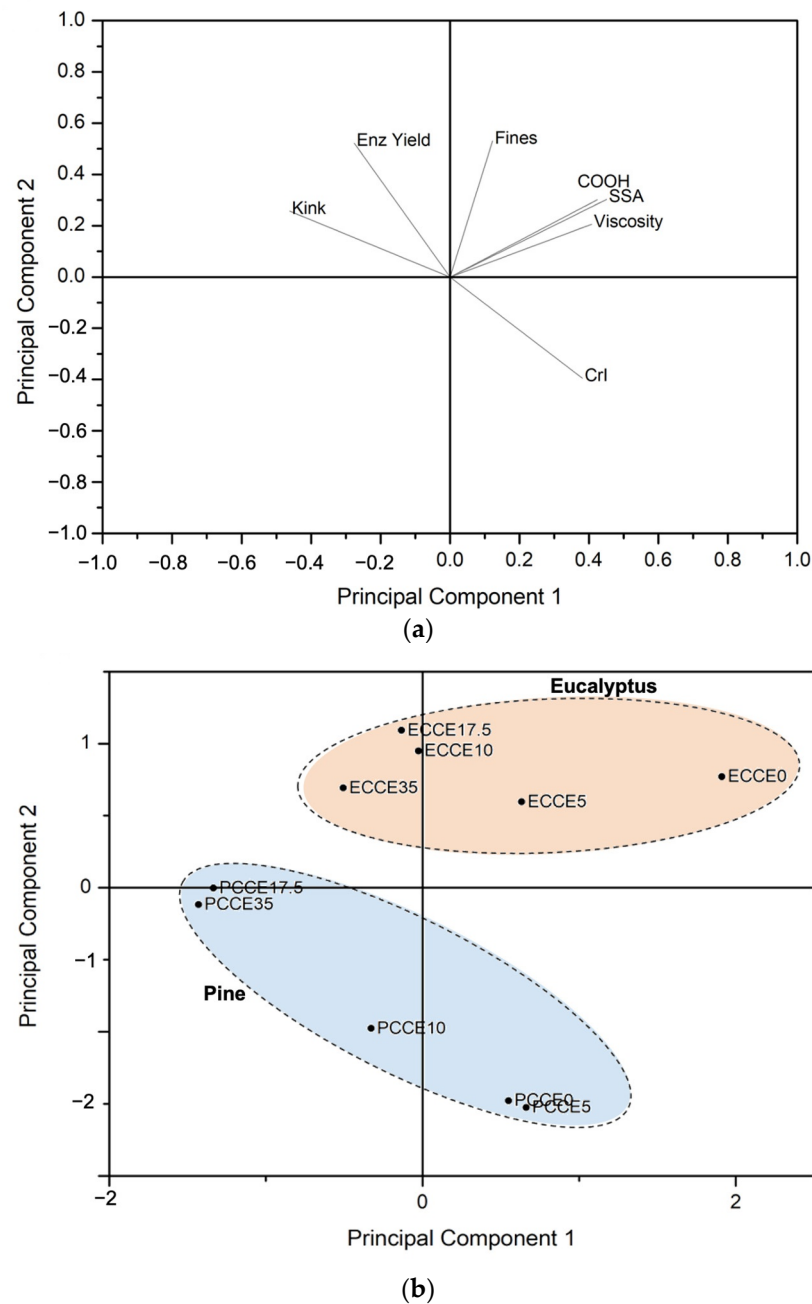 1.0
0.8
0.6
0.4
0.2
0.0
−0.2
−0.4
−0.6
−0.8
−1.0
Principal Component 2
Enz Yield
Fines
Kink
COOH
SSA
Viscosity
CrI
−1.0 −0.8 −0.6 −0.4 −0.2 0.0 0.2 0.4 0.6 0.8 1.0
Principal Component 1
(a)
Eucalyptus
1
0
−1
−2
Principal Component 2
ECCE17.5
ECCE10
ECCE35
ECCE0
ECCE5
PCCE17.5
PCCE35
Pine
PCCE10
PCCE0
PCCE5
−2 0 2
Principal Component 1
(b)